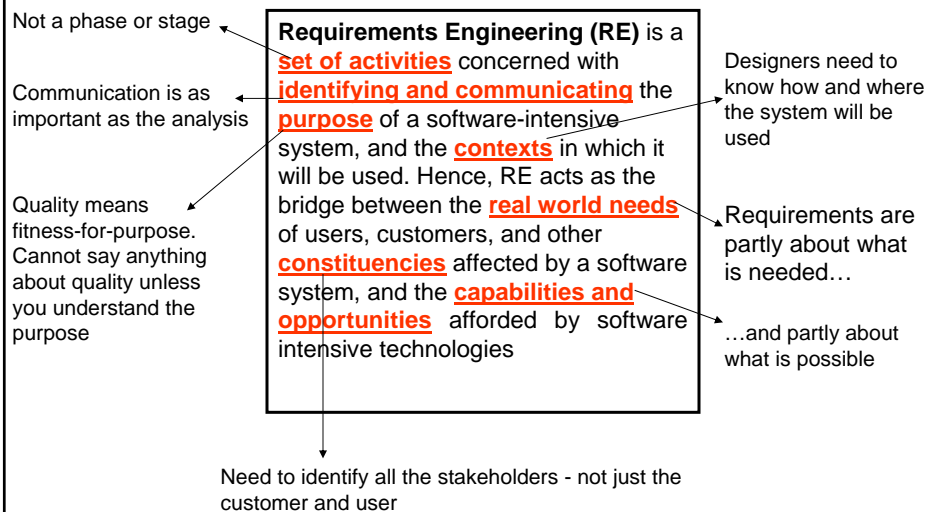 Not a phase or stage
Communication is as
important as the analysis
Quality means
fitness-for-purpose.
Cannot say anything
about quality unless
you understand the
purpose
Requirements Engineering (RE) is a
set of activities concerned with
identifying and communicating the
purpose of a software-intensive
system, and the contexts in which it
will be used. Hence, RE acts as the
bridge between the real world needs
of users, customers, and other
constituencies affected by a software
system, and the capabilities and
opportunities afforded by software
intensive technologies
Designers need to
know how and where
the system will be
used
Requirements are
partly about what
is needed…
…and partly about
what is possible
Need to identify all the stakeholders - not just the
customer and user